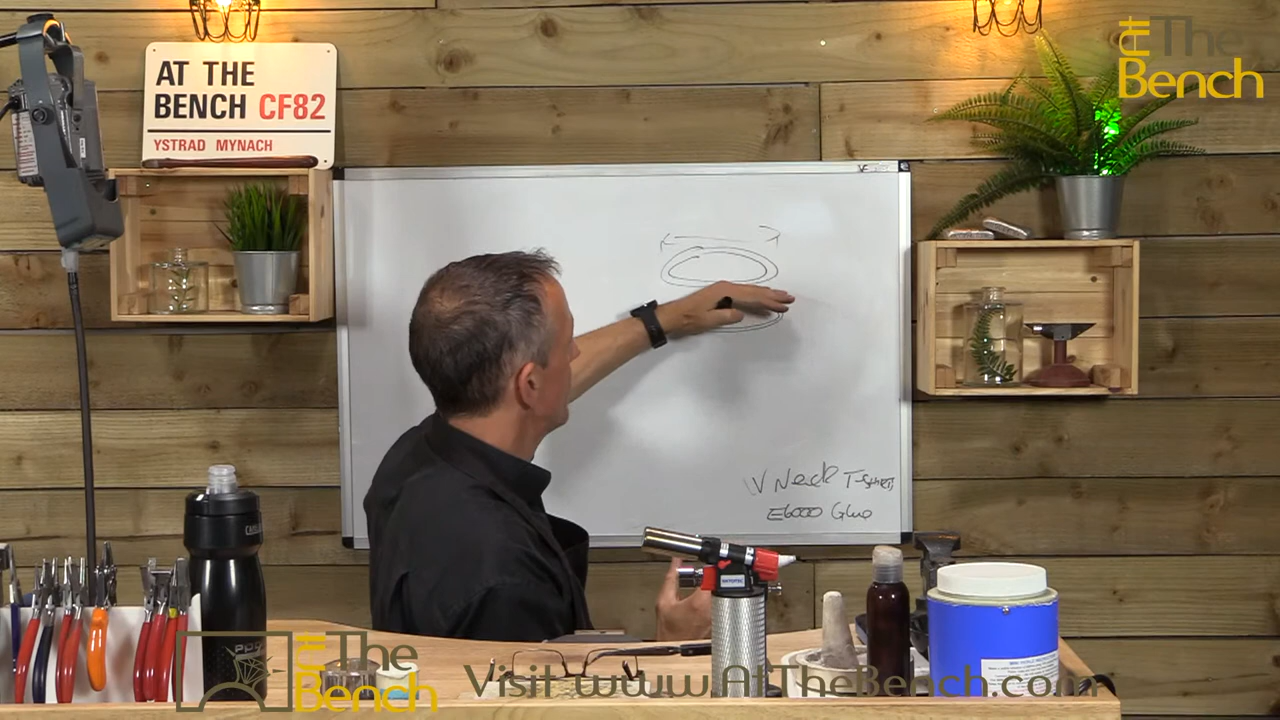 AT THE
BENCH CF82
YSTRAD MYNACH
At The
Bench
V Neck T-SHIRTS
E6000 Glue
At The
Bench
Visit www.AtTheBench.com